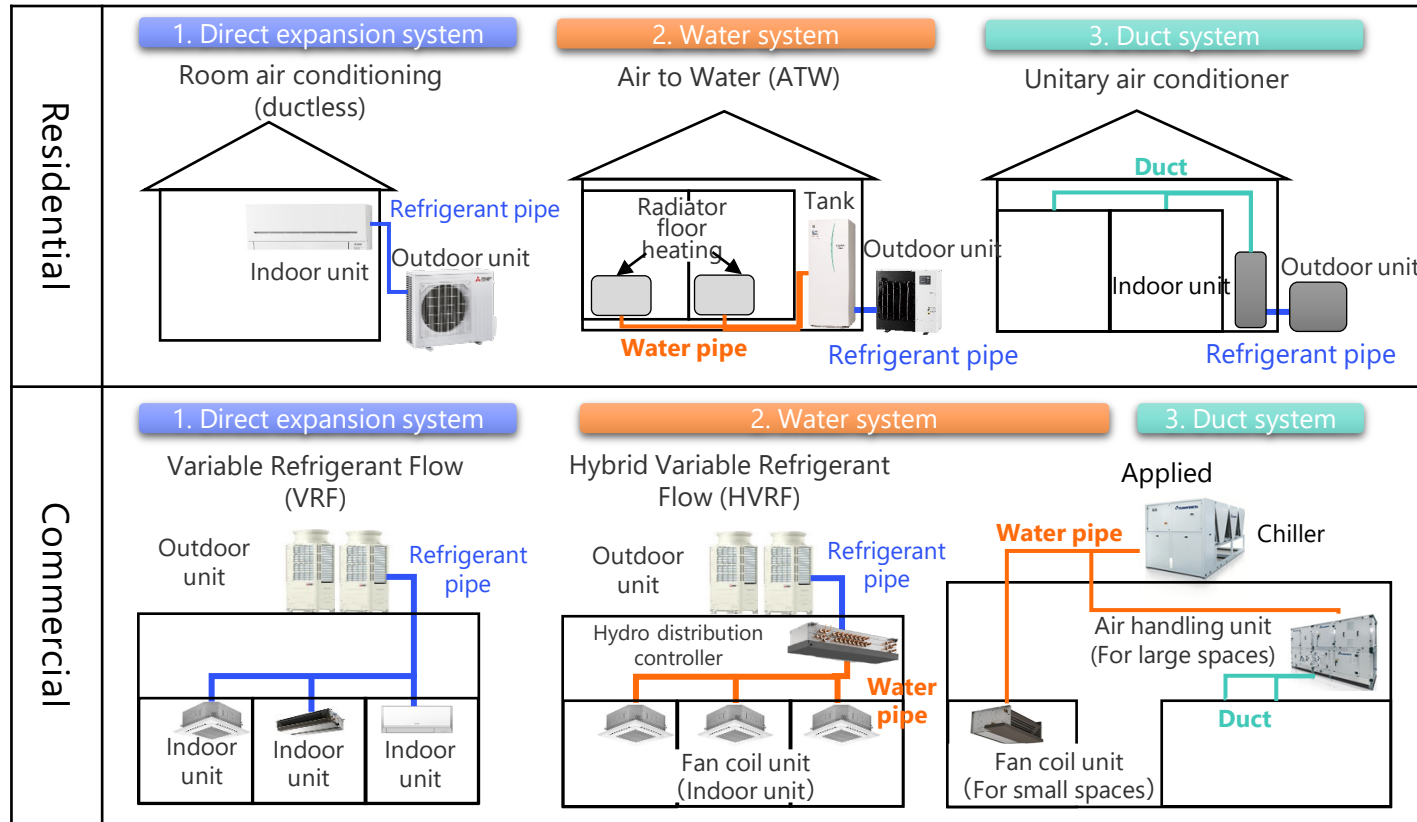 Residential
1. Direct expansion system
Room air conditioning
(ductless)
Refrigerant pipe
Indoor unit
Outdoor unit
2. Water system
Air to Water (ATW)
Radiator
floor
heating
Tank
Outdoor unit
Water pipe
Refrigerant pipe
3. Duct system
Unitary air conditioner
Duct
Indoor unit
Outdoor unit
Refrigerant pipe
Commercial
1. Direct expansion system
Variable Refrigerant Flow
(VRF)
Outdoor
unit
Refrigerant
pipe
Indoor
unit
Indoor
unit
Indoor
unit
2. Water system
Hybrid Variable Refrigerant
Flow (HVRF)
Outdoor
unit
Refrigerant
pipe
Hydro distribution
controller
Water
pipe
Fan coil unit
(Indoor unit)
3. Duct system
Applied
Water pipe
Chiller
Air handling unit
(For large spaces)
Duct
Fan coil unit
(For small spaces)